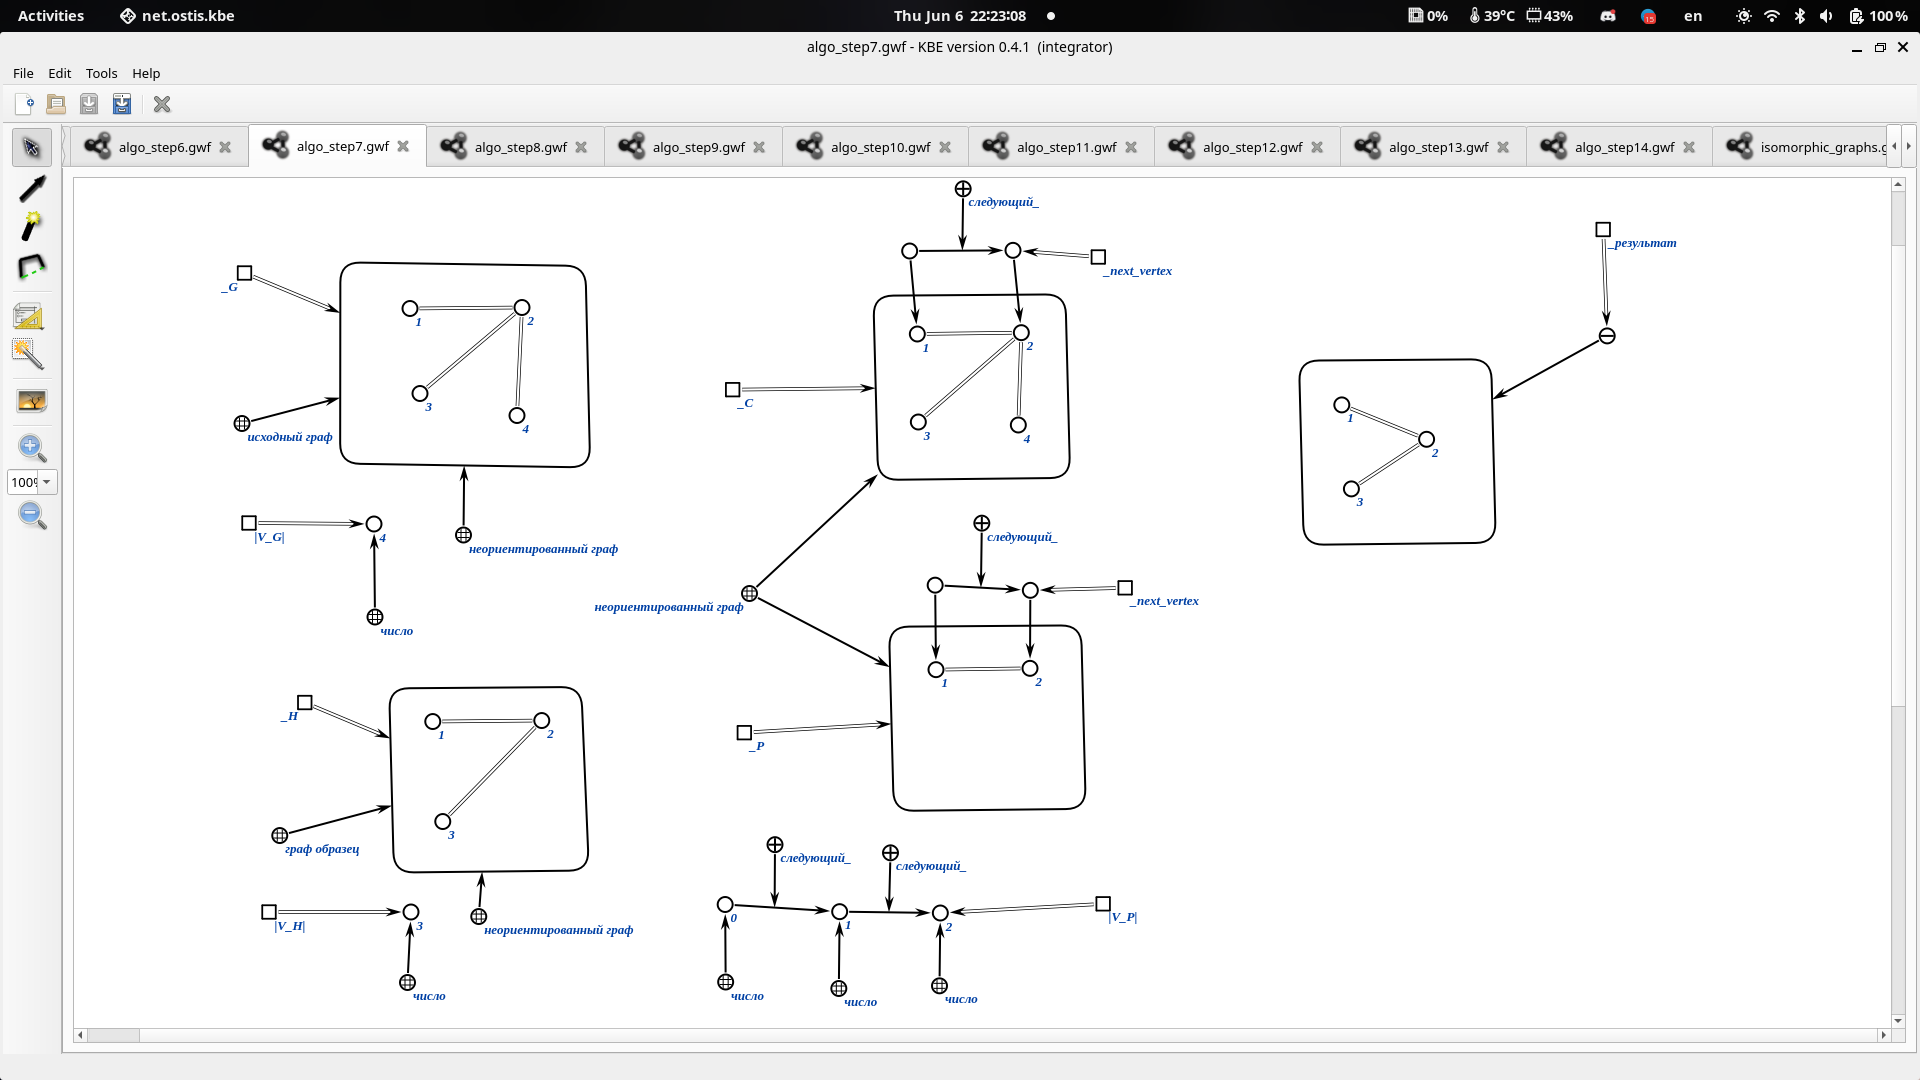 Activities net.ostis.kbe Thu Jun 6 22:23:08 0% 39°C 43% 15 en 100 %
algo_step7.gwf - KBE version 0.4.1 (integrator)
File Edit Tools Help
algo_step6.gwf algo_step7.gwf algo_step8.gwf algo_step9.gwf algo_step10.gwf algo_step11.gwf algo_step12.gwf algo_step13.gwf algo_step14.gwf isomorphic_graphs.g
100%
_G
1
2
3
4
исходный граф
неориентированный граф
|V_G|
4
число
_H
1
2
3
граф образец
неориентированный граф
|V_H|
3
число
следующий_
_next_vertex
1
2
3
4
_C
неориентированный граф
следующий_
_next_vertex
1
2
_P
следующий_
следующий_
0
1
2
|V_P|
число
число
число
_результат
1
2
3